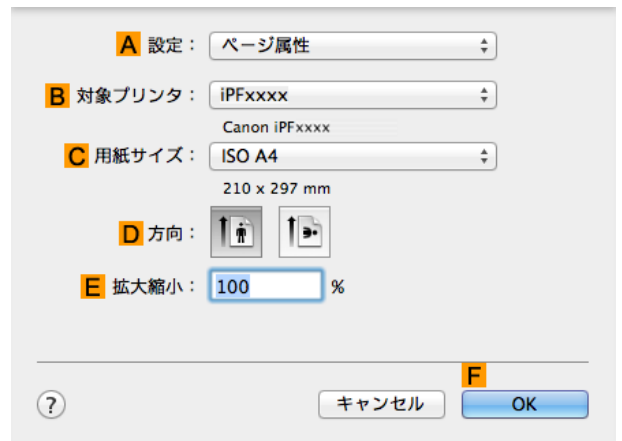 A 設定： ページ属性
B 対象プリンタ： iPFxxxx
Canon iPFxxxx
C 用紙サイズ： ISO A4
210 x 297 mm
D 方向：
E 拡大縮小： 100 %
F
? キャンセル OK